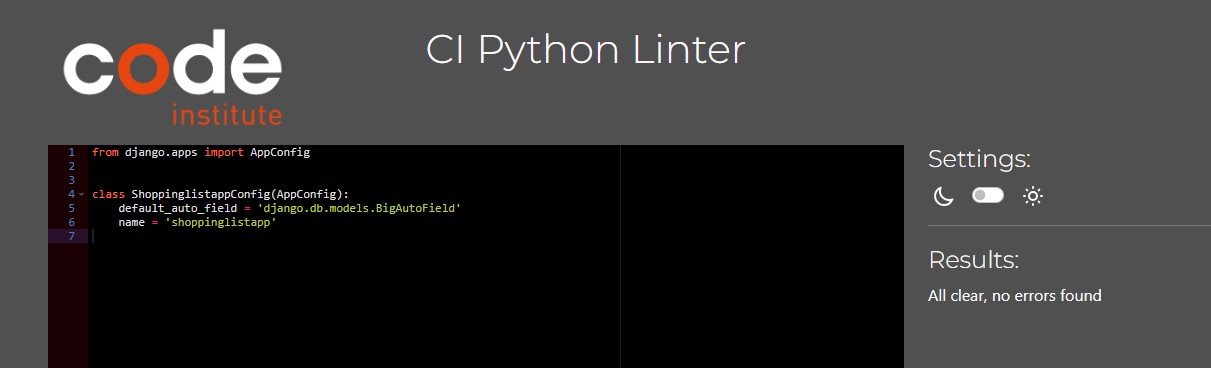 code
institute
CI Python Linter
1 from django.apps import AppConfig
2
3
4 class ShoppinglistappConfig(AppConfig):
5     default_auto_field = 'django.db.models.BigAutoField'
6     name = 'shoppinglistapp'
7
Settings:
Results:
All clear, no errors found